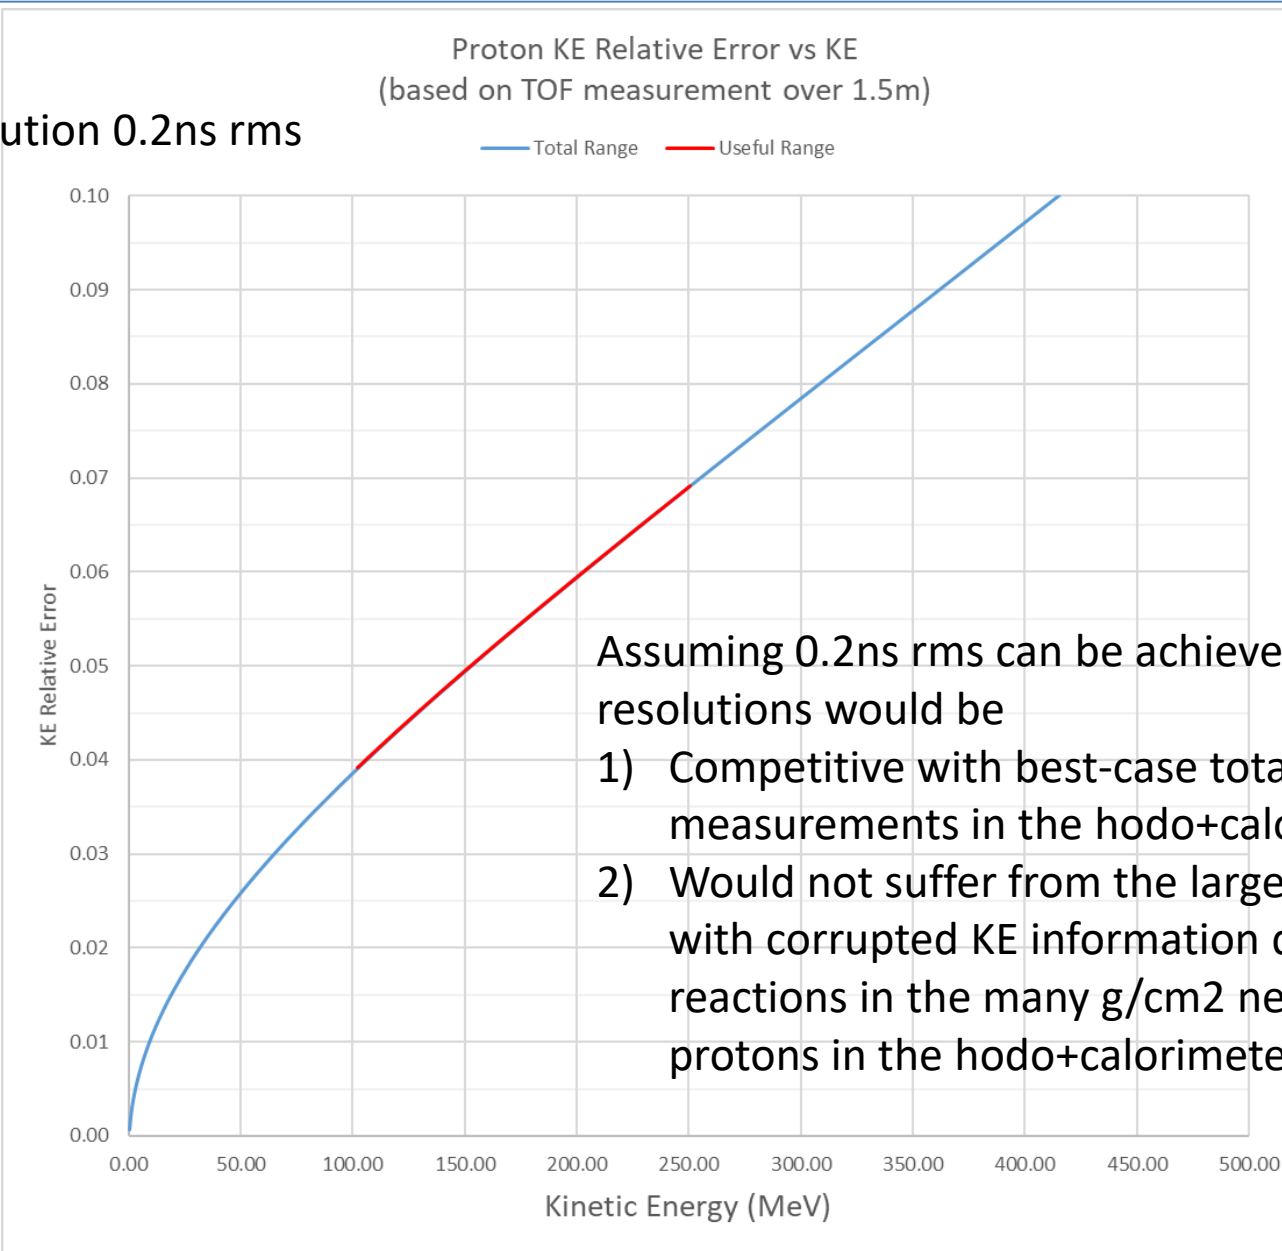 Proton KE Relative Error vs KE
(based on TOF measurement over 1.5m)
ution 0.2ns rms
Total Range Useful Range
0.10
0.09
0.08
0.07
0.06
0.05
0.04
0.03
0.02
0.01
0.00
KE Relative Error
Assuming 0.2ns rms can be achieve
resolutions would be
1) Competitive with best-case tota
measurements in the hodo+calo
2) Would not suffer from the large
with corrupted KE information
reactions in the many g/cm2 ne
protons in the hodo+calorimete
0.00 50.00 100.00 150.00 200.00 250.00 300.00 350.00 400.00 450.00 500.00
Kinetic Energy (MeV)